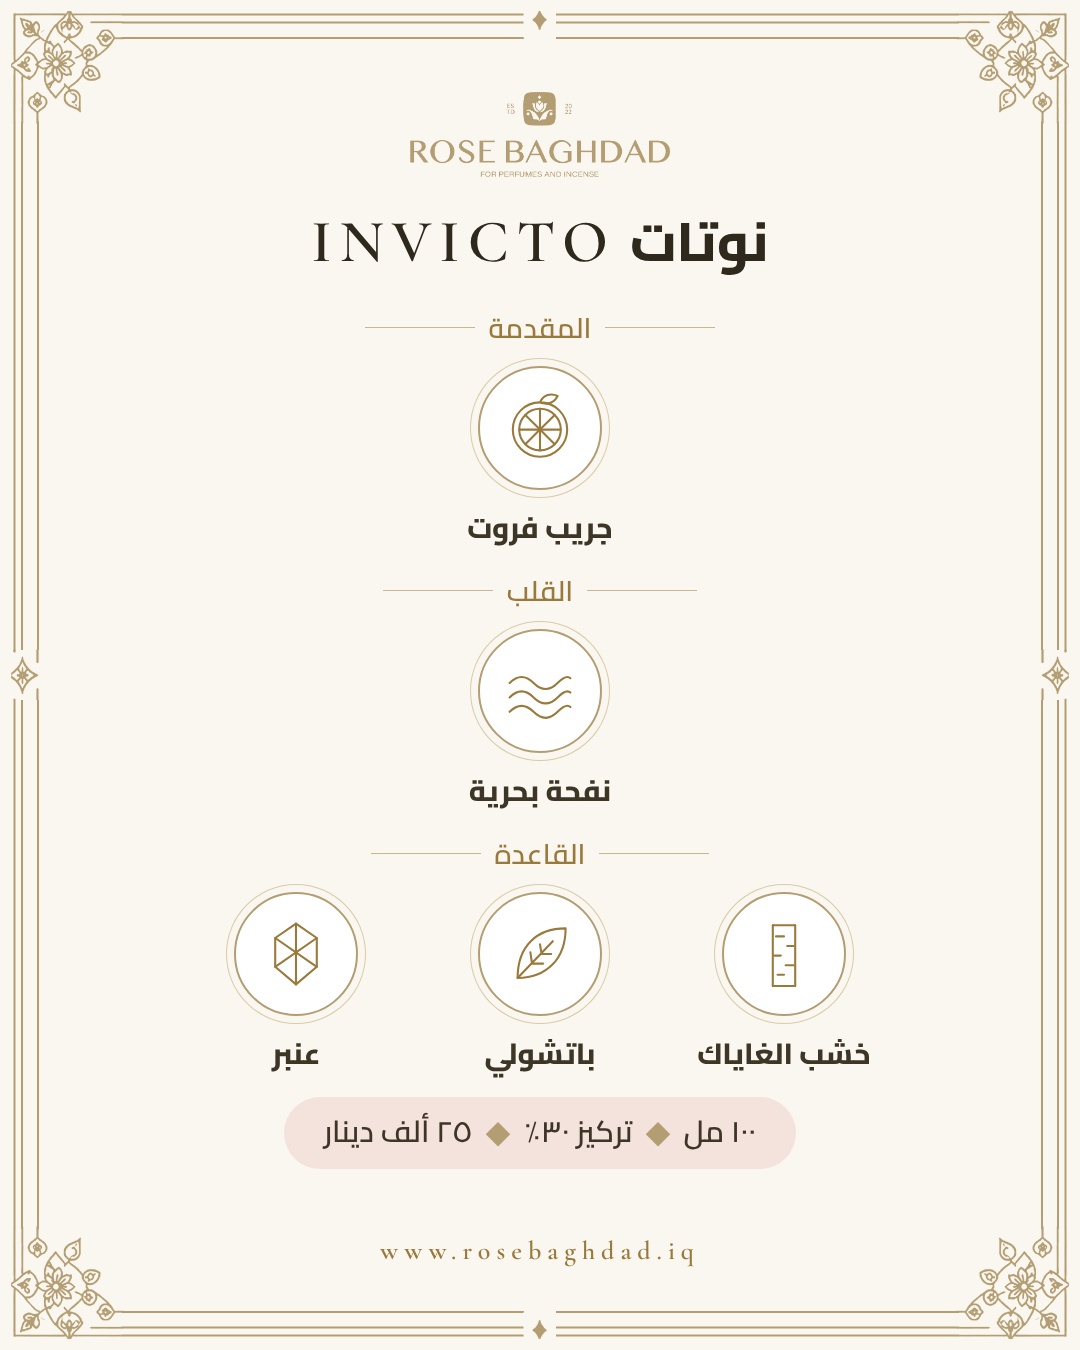 ES TD 20 22
ROSE BAGHDAD
FOR PERFUMES AND INCENSE
نوتات INVICTO
المقدمة
جريب فروت
القلب
نفحة بحرية
القاعدة
خشب الغاياك
باتشولي
عنبر
١٠٠ مل ◆ تركيز ٣٠٪ ◆ ٢٥ ألف دينار
www.rosebaghdad.iq